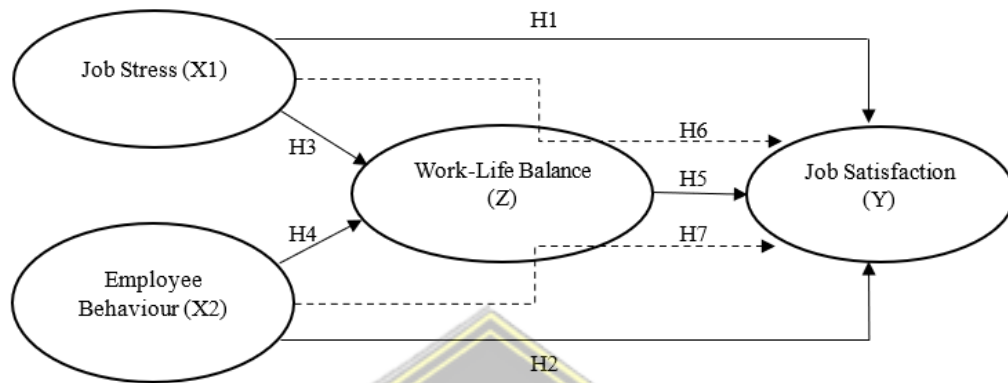 H1
Job Stress (X1)
H6
H3
Work-Life Balance
(Z)
H5
Job Satisfaction
(Y)
H4
H7
Employee
Behaviour (X2)
H2